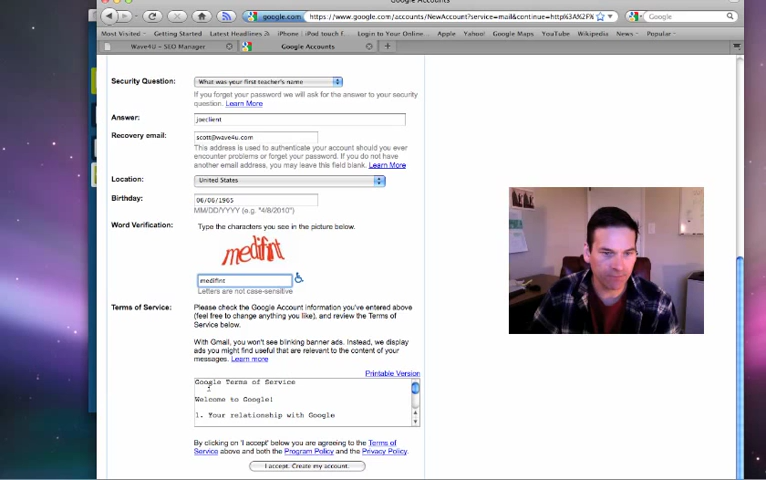 Google Accounts
google.com https://www.google.com/accounts/NewAccount?service=mail&continue=http%3A%2F% Google
Most Visited Getting Started Latest Headlines iPhone iPod touch f... Login to Your Online... Apple Yahoo! Google Maps YouTube Wikipedia News Popular
Wave4U – SEO Manager Google Accounts
Security Question: What was your first teacher's name
If you forget your password we will ask for the answer to your security
question. Learn More
Answer: joeclient
Recovery email: scott@wave4u.com
This address is used to authenticate your account should you ever
encounter problems or forget your password. If you do not have
another email address, you may leave this field blank. Learn More
Location: United States
Birthday: 06/06/1965
MM/DD/YYYY (e.g. "4/8/2010")
Word Verification: Type the characters you see in the picture below.
medifint
medifint
Letters are not case-sensitive
Terms of Service: Please check the Google Account information you've entered above
(feel free to change anything you like), and review the Terms of
Service below.
With Gmail, you won't see blinking banner ads. Instead, we display
ads you might find useful that are relevant to the content of your
messages. Learn more
Printable Version
Google Terms of Service
Welcome to Google!
1. Your relationship with Google
By clicking on 'I accept' below you are agreeing to the Terms of
Service above and both the Program Policy and the Privacy Policy.
I accept. Create my account.